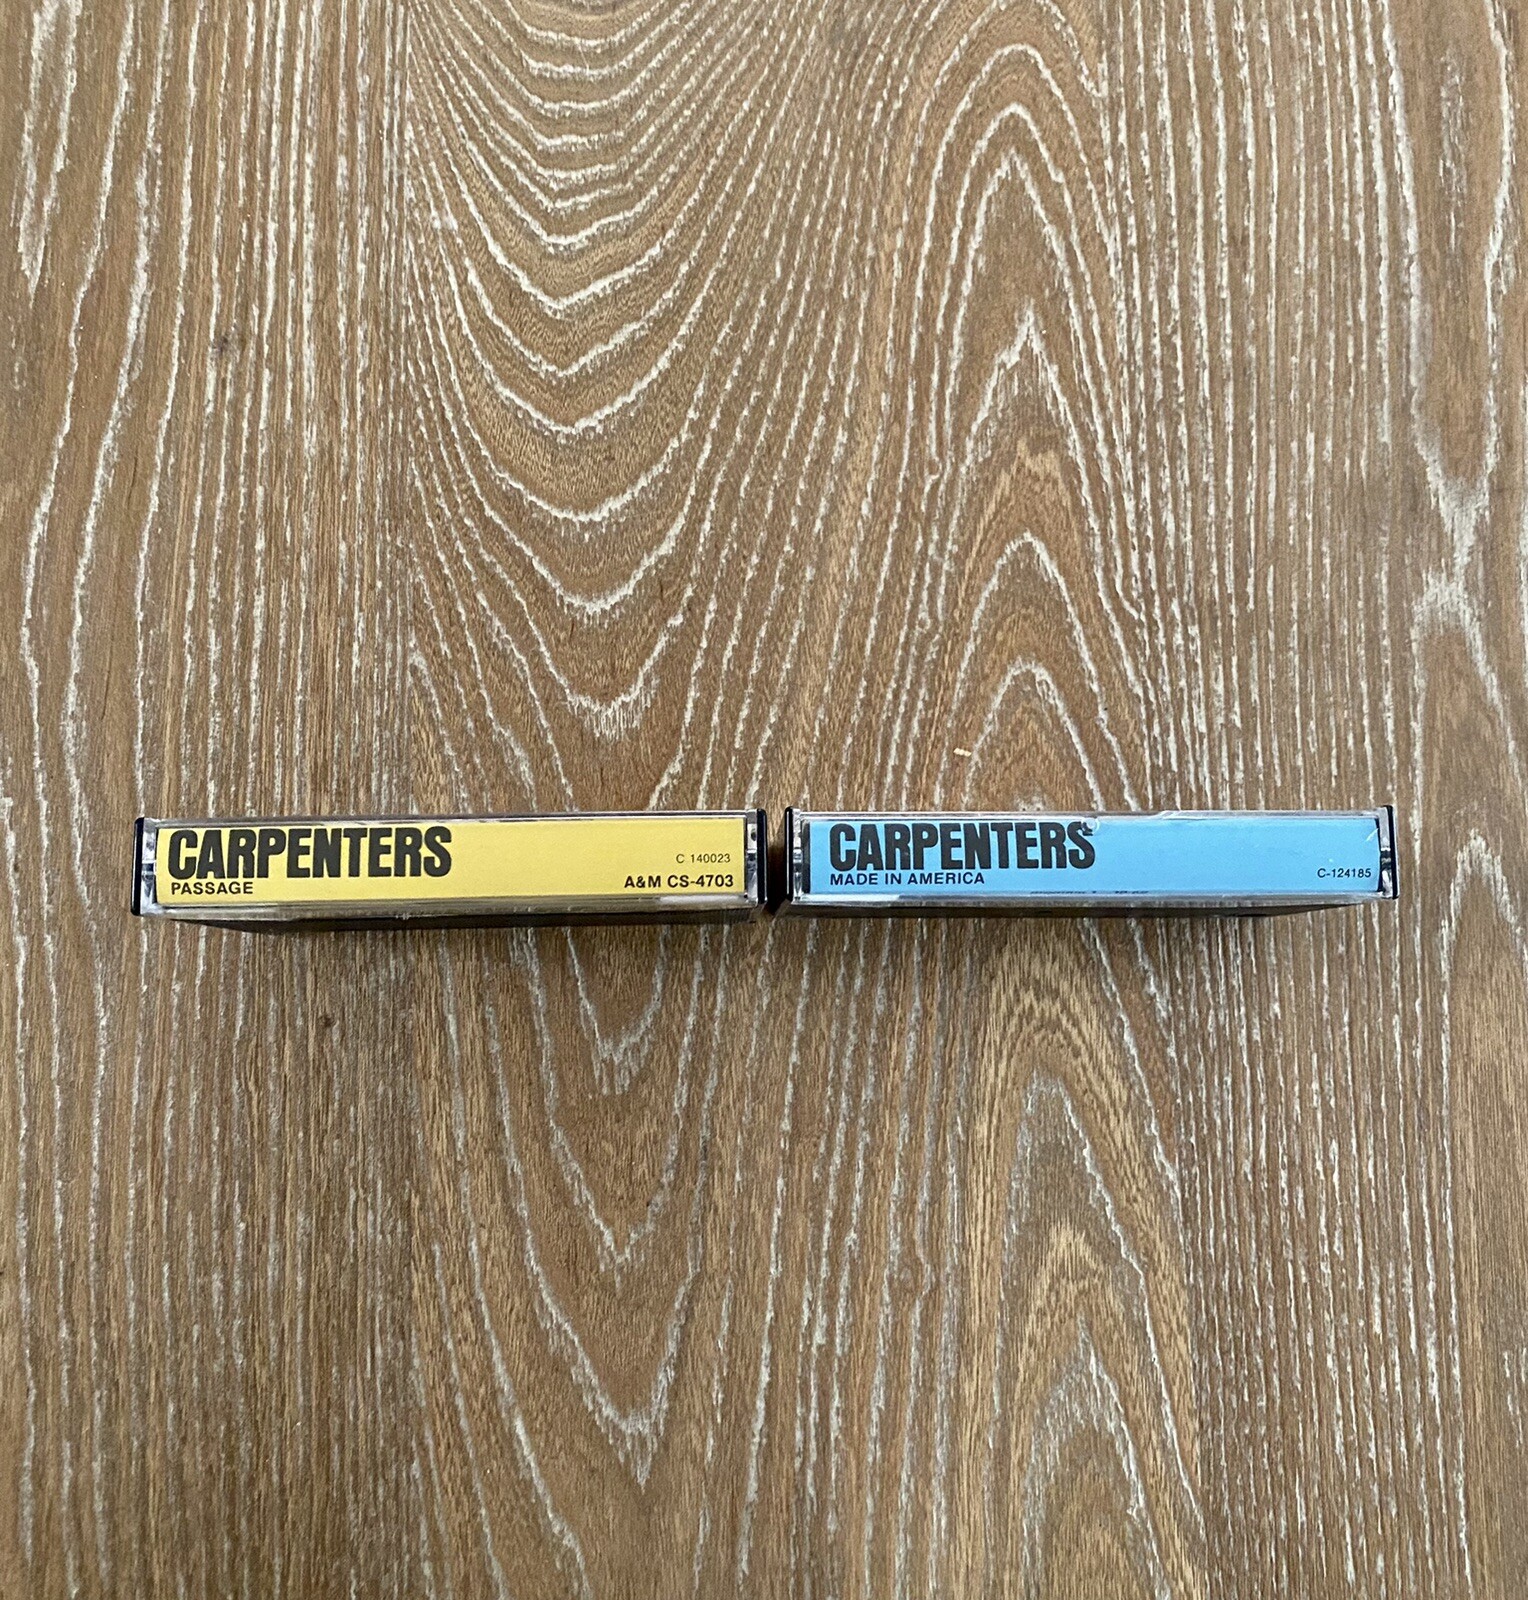 CARPENTERS
PASSAGE
C 140023
A&M CS-4703
CARPENTERS
MADE IN AMERICA
C-124185